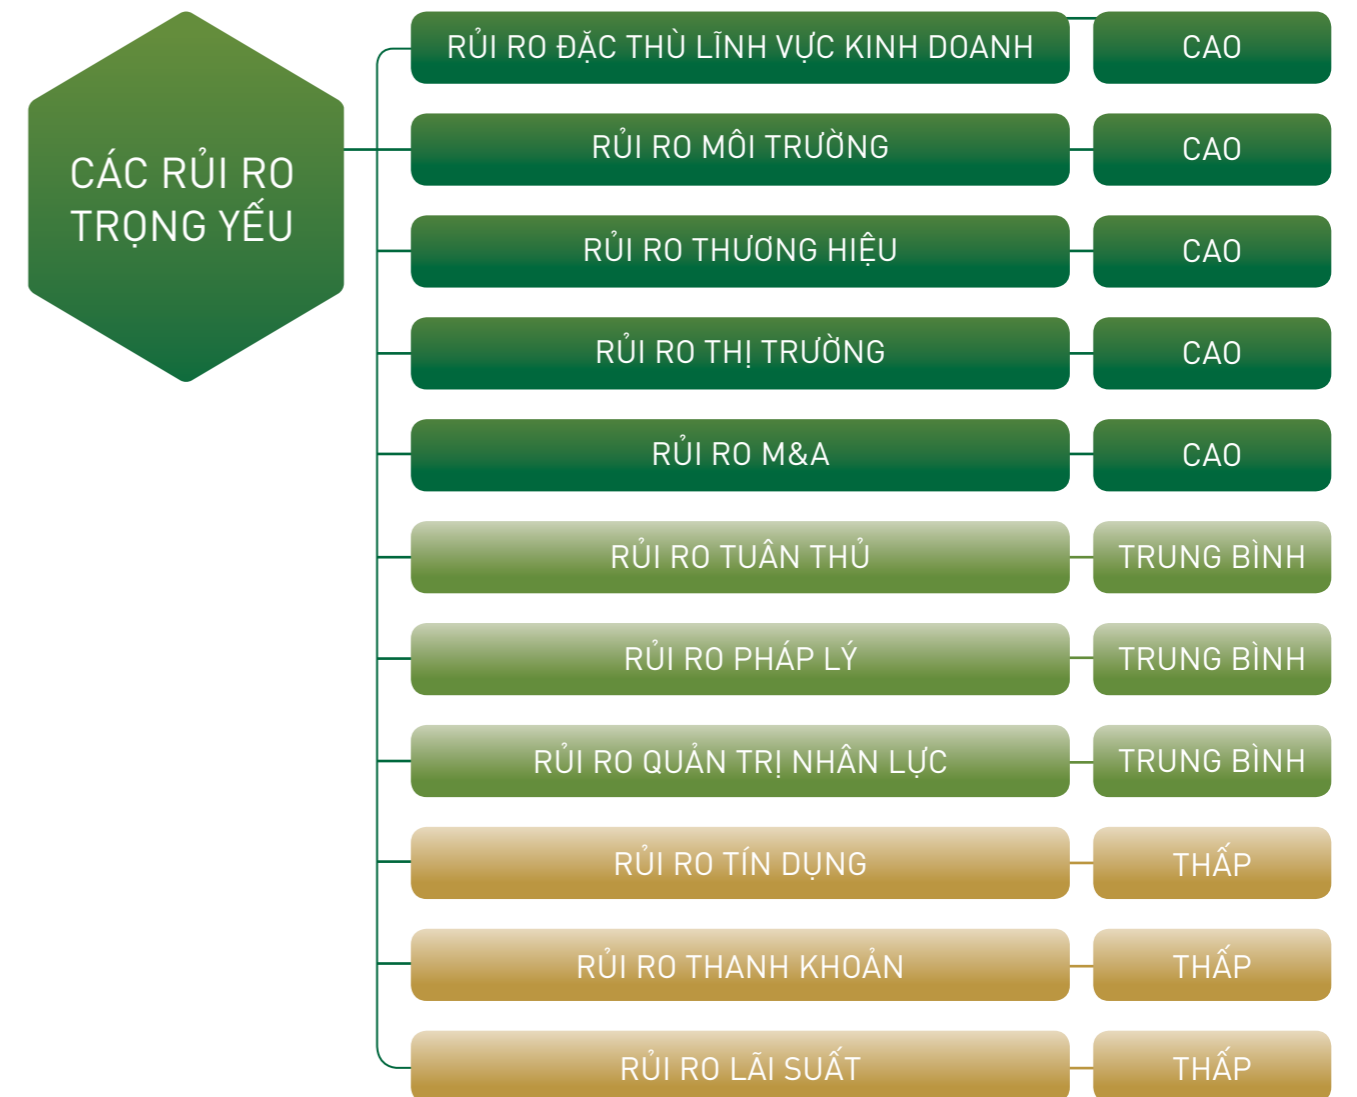 CÁC RỦI RO
TRỌNG YẾU
RỦI RO ĐẶC THÙ LĨNH VỰC KINH DOANH
CAO
RỦI RO MÔI TRƯỜNG
CAO
RỦI RO THƯƠNG HIỆU
CAO
RỦI RO THỊ TRƯỜNG
CAO
RỦI RO M&A
CAO
RỦI RO TUÂN THỦ
TRUNG BÌNH
RỦI RO PHÁP LÝ
TRUNG BÌNH
RỦI RO QUẢN TRỊ NHÂN LỰC
TRUNG BÌNH
RỦI RO TÍN DỤNG
THẤP
RỦI RO THANH KHOẢN
THẤP
RỦI RO LÃI SUẤT
THẤP